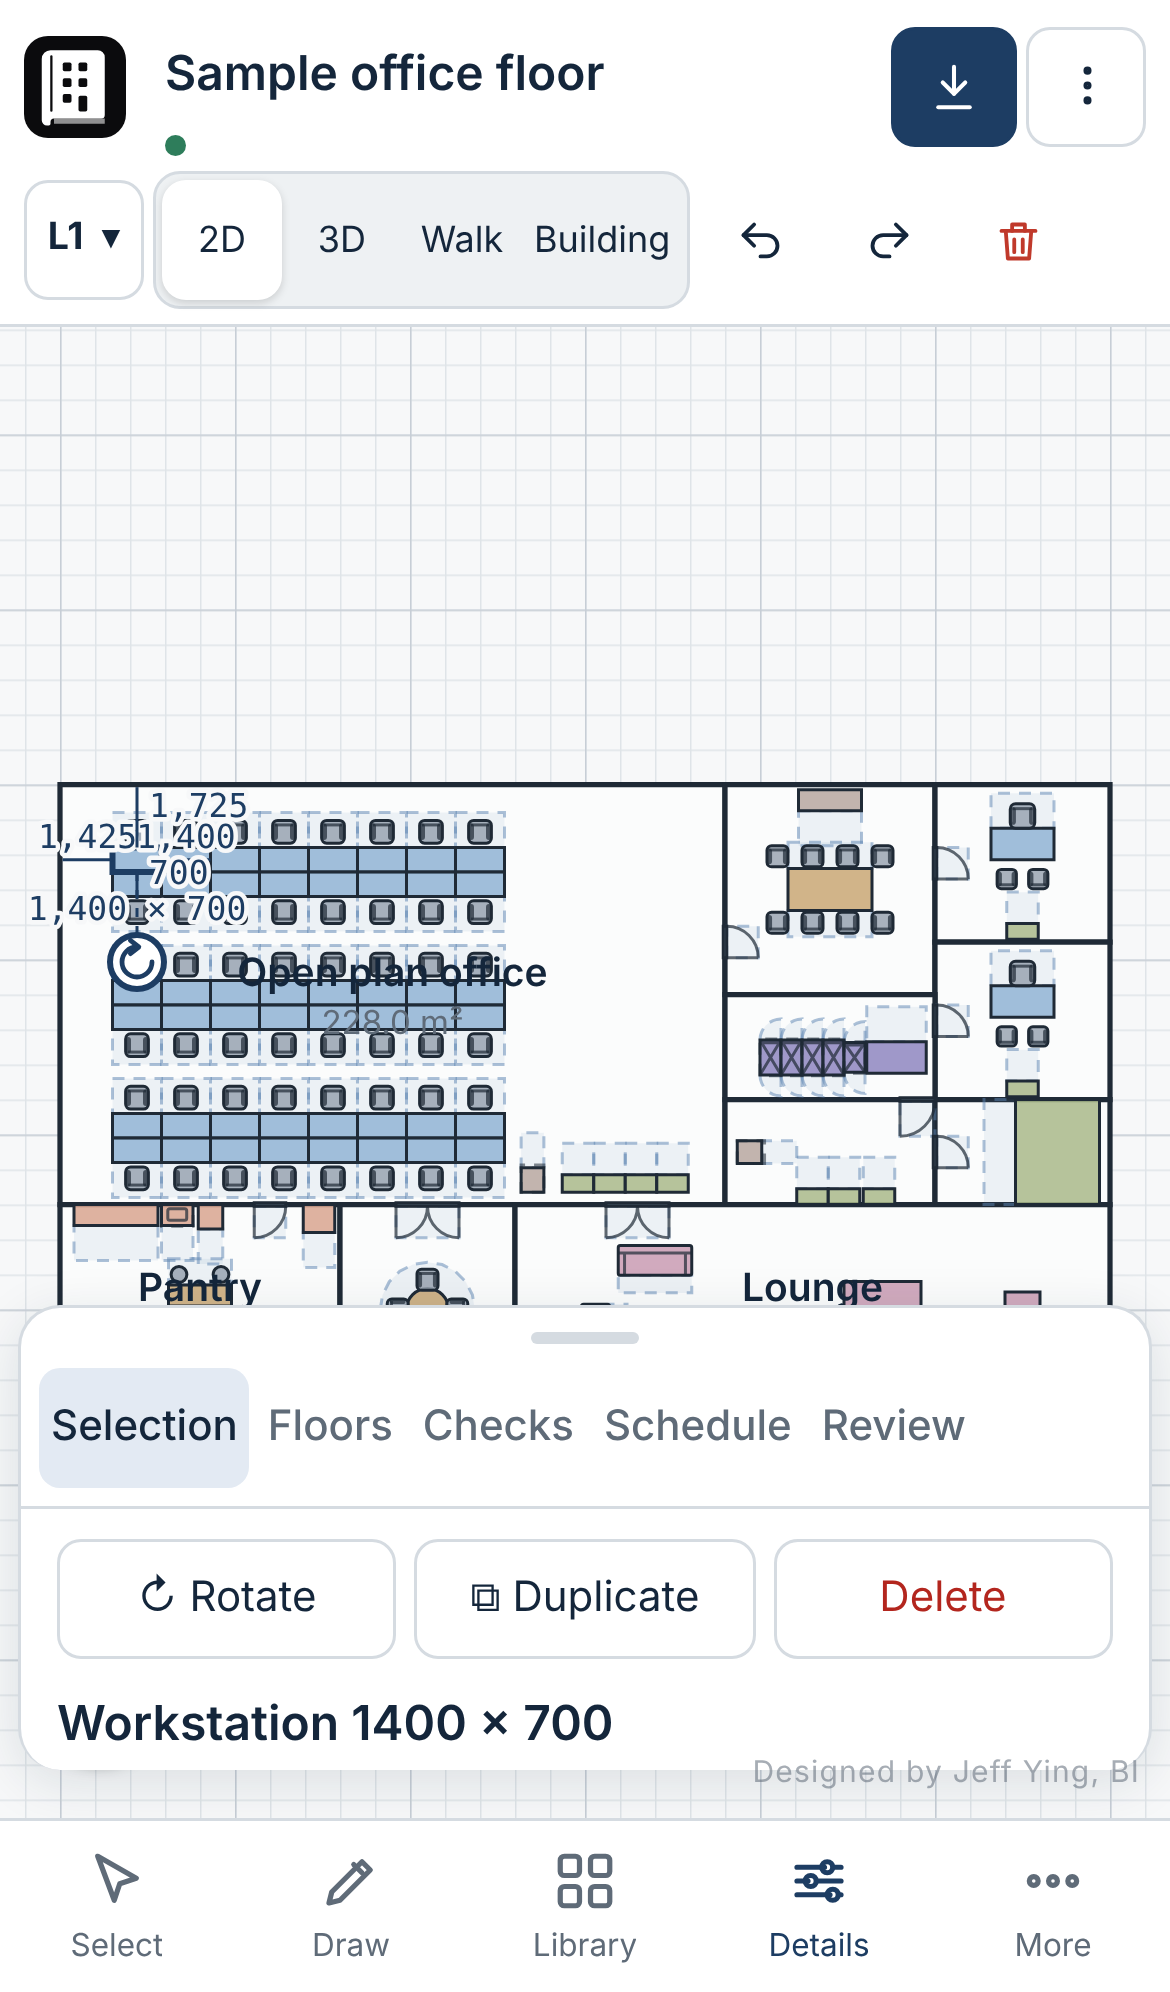 Sample office floor
L1 ▼
2D
3D
Walk
Building
1,725
1,425
1,400
700
1,400 × 700
Open plan office
228.0 m²
Pantry
Lounge
Selection
Floors
Checks
Schedule
Review
Rotate
Duplicate
Delete
Workstation 1400 × 700
Designed by Jeff Ying, BI
Select
Draw
Library
Details
More